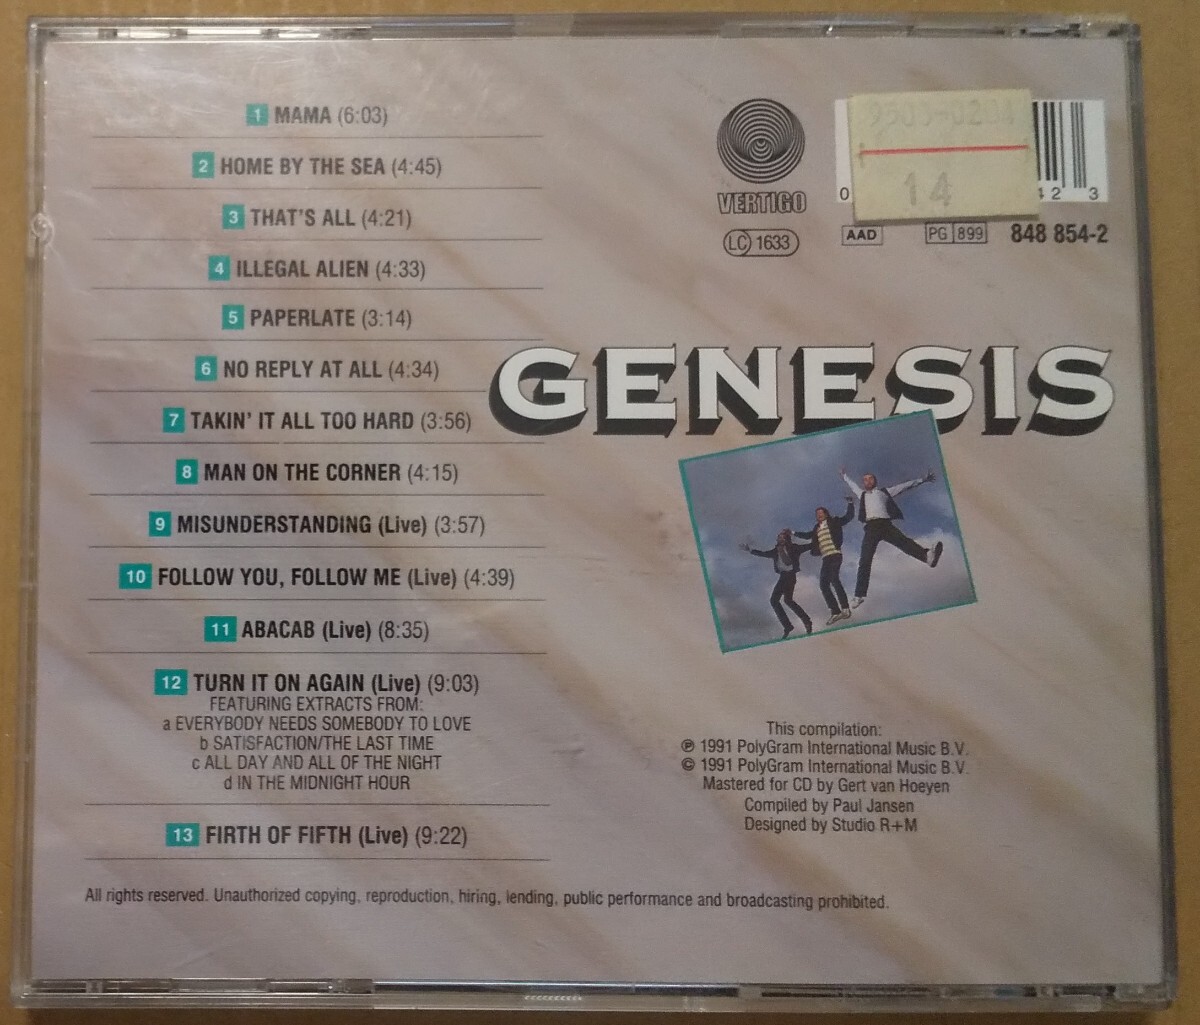 1 MAMA (6:03)
2 HOME BY THE SEA (4:45)
3 THAT'S ALL (4:21)
4 ILLEGAL ALIEN (4:33)
5 PAPERLATE (3:14)
6 NO REPLY AT ALL (4:34)
7 TAKIN' IT ALL TOO HARD (3:56)
8 MAN ON THE CORNER (4:15)
9 MISUNDERSTANDING (Live) (3:57)
10 FOLLOW YOU, FOLLOW ME (Live) (4:39)
11 ABACAB (Live) (8:35)
12 TURN IT ON AGAIN (Live) (9:03)
FEATURING EXTRACTS FROM:
a EVERYBODY NEEDS SOMEBODY TO LOVE
b SATISFACTION/THE LAST TIME
c ALL DAY AND ALL OF THE NIGHT
d IN THE MIDNIGHT HOUR
13 FIRTH OF FIFTH (Live) (9:22)
VERTIGO
LC 1633
14
0 42 3
AAD PG 899 848 854-2
GENESIS
This compilation:
℗ 1991 PolyGram International Music B.V.
© 1991 PolyGram International Music B.V.
Mastered for CD by Gert van Hoeyen
Compiled by Paul Jansen
Designed by Studio R+M
All rights reserved. Unauthorized copying, reproduction, hiring, lending, public performance and broadcasting prohibited.